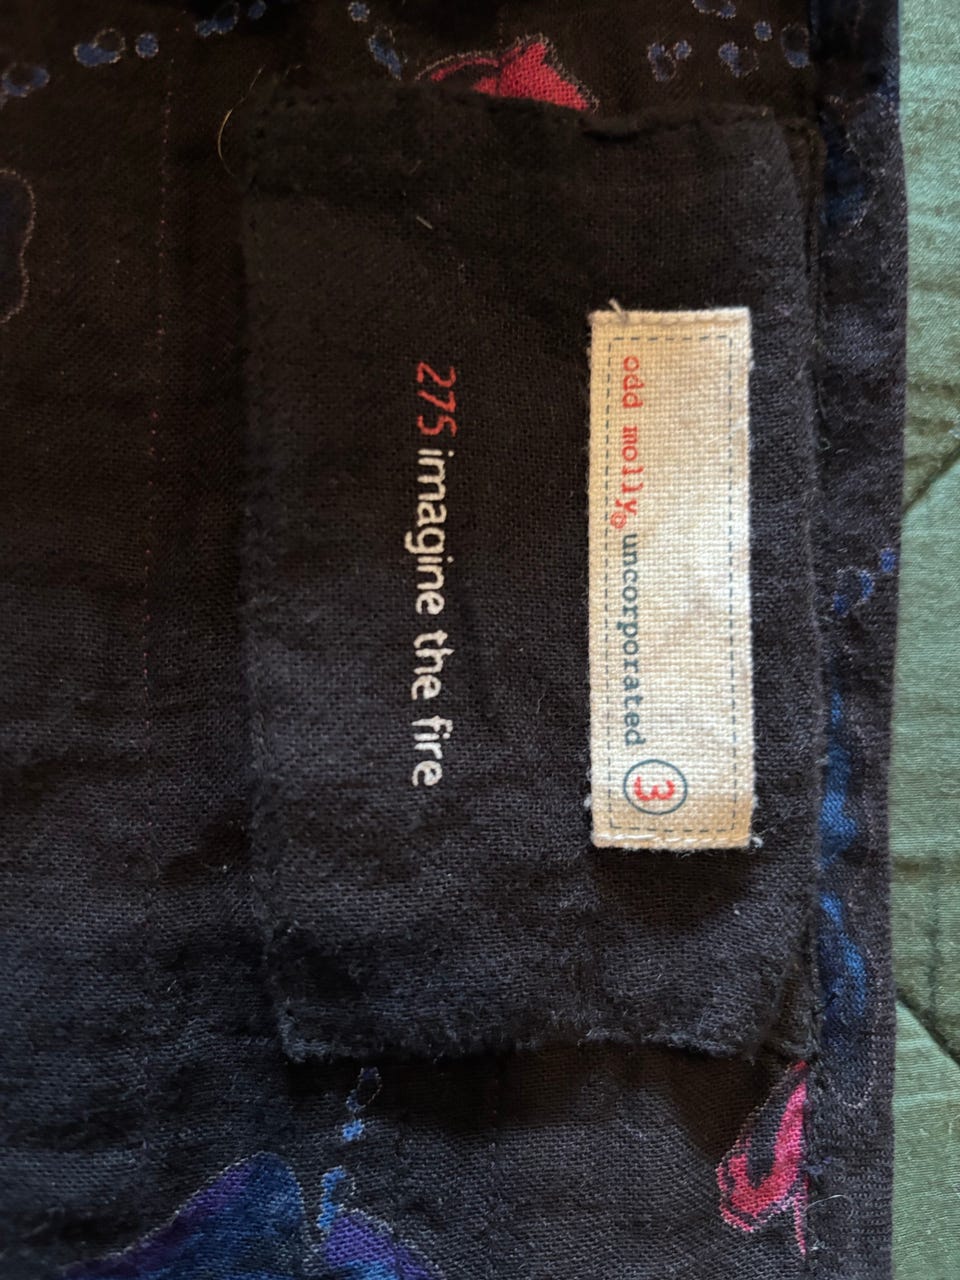 odd molly® uncorporated 3
275 imagine the fire